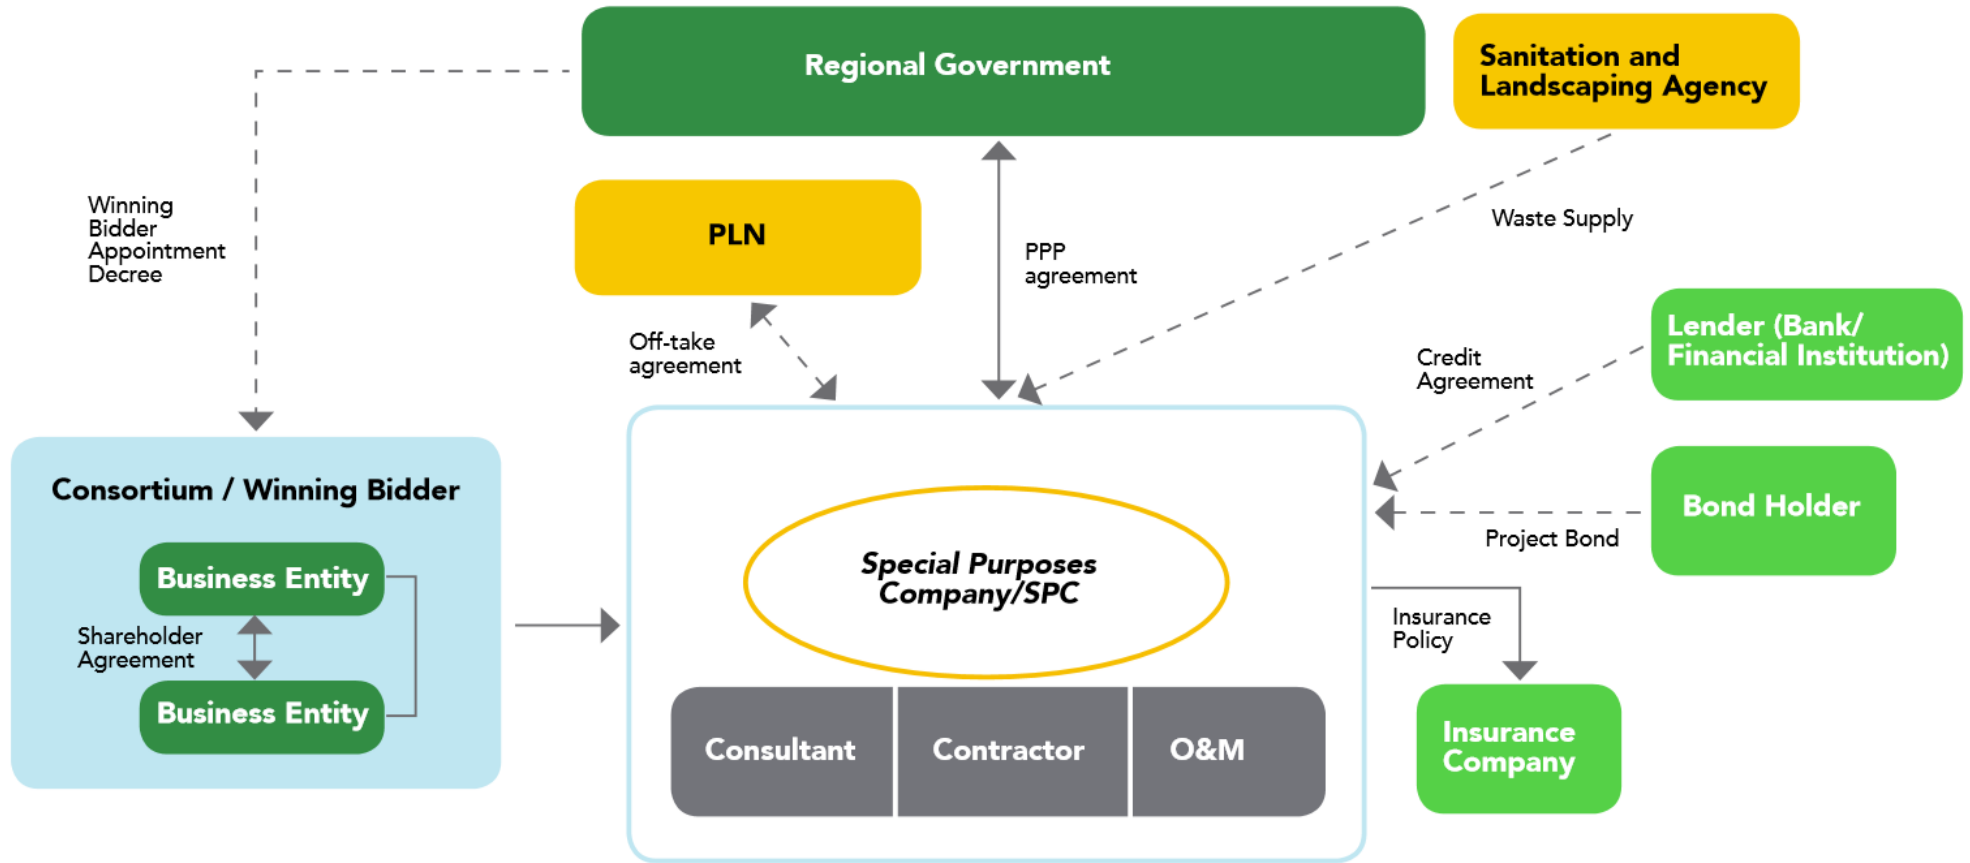 Regional Government
Sanitation and
Landscaping Agency
Winning
Bidder
Appointment
Decree
PLN
PPP
agreement
Waste Supply
Off-take
agreement
Lender (Bank/
Financial Institution)
Credit
Agreement
Consortium / Winning Bidder
Bond Holder
Project Bond
Business Entity
Shareholder
Agreement
Business Entity
Special Purposes
Company/SPC
Insurance
Policy
Consultant
Contractor
O&M
Insurance
Company